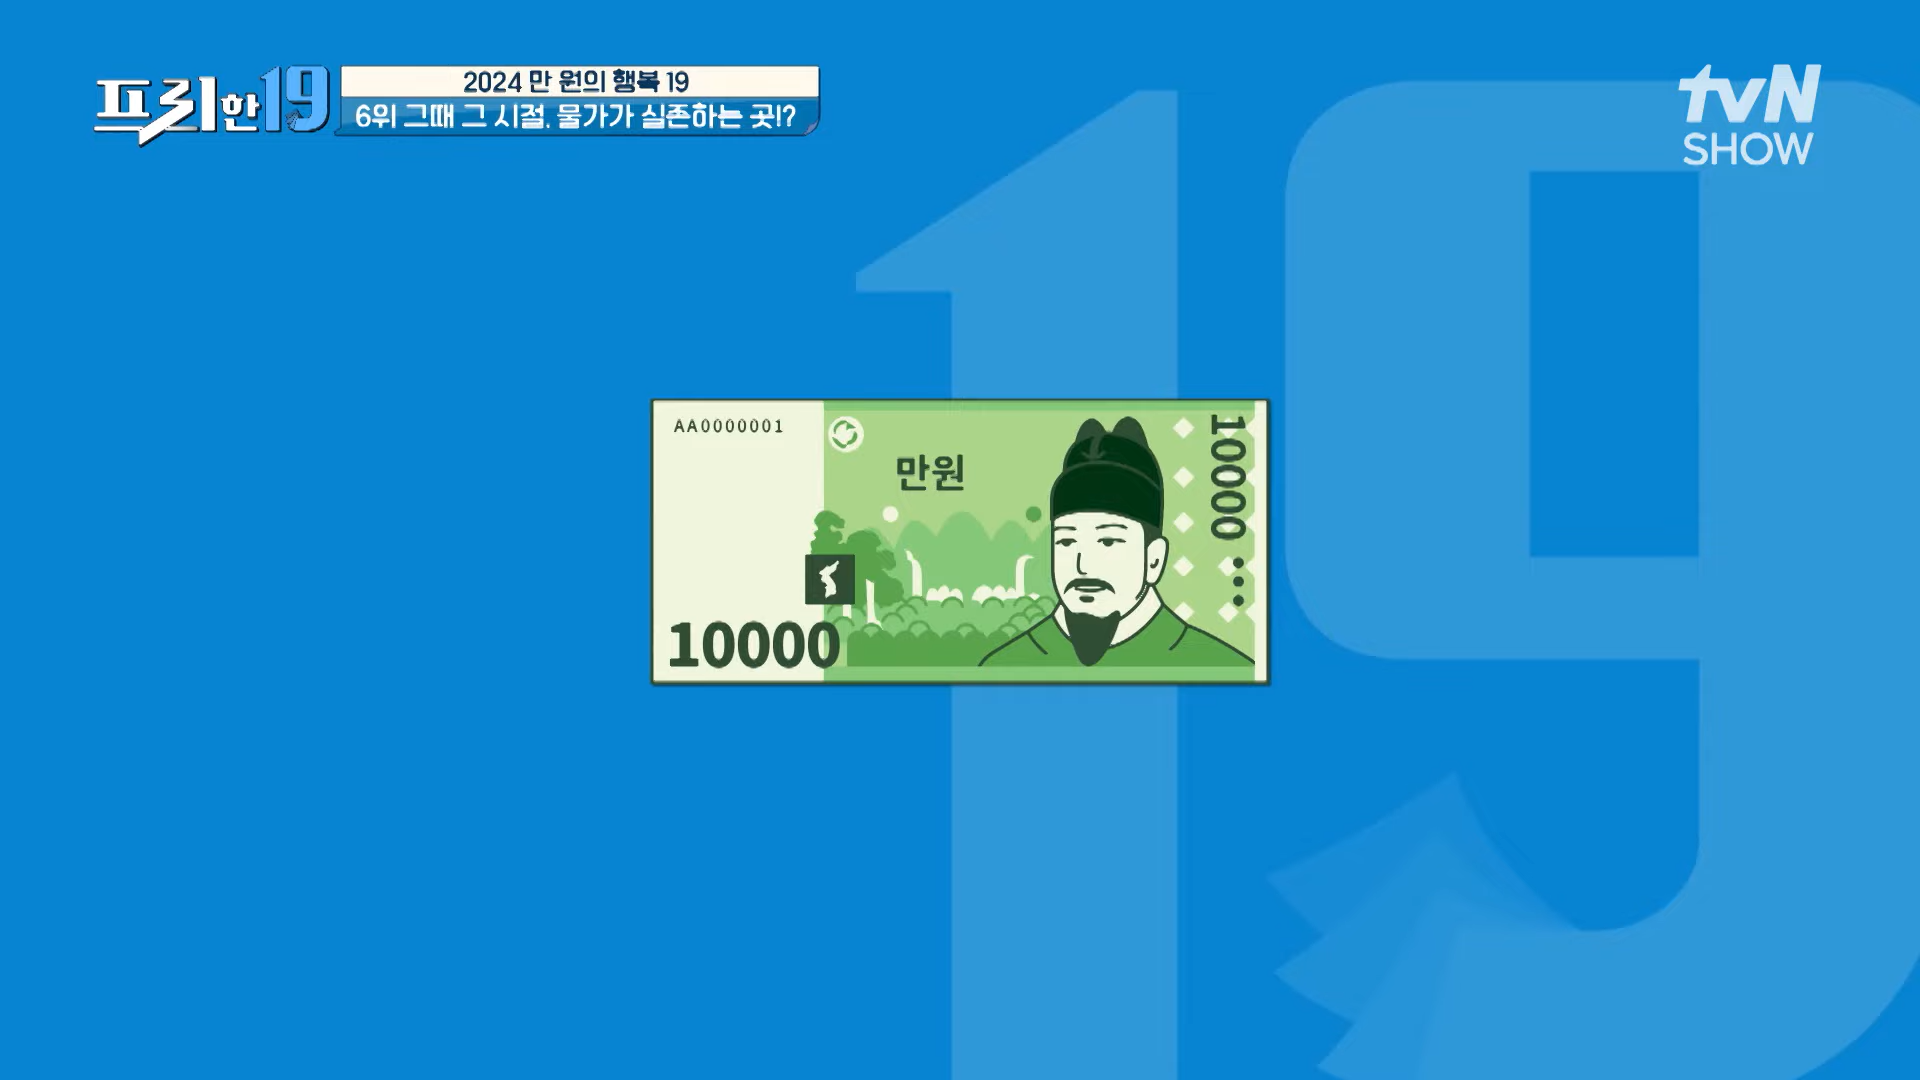 프리한19
2024 만 원의 행복 19
6위 그때 그 시절, 물가가 실존하는 곳!?
tvN
SHOW
AA0000001
만원
10000
10000
19